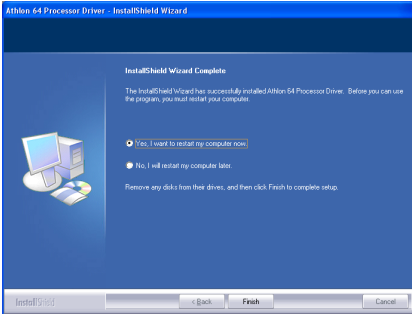 Athlon 64 Processor Driver - InstallShield Wizard
InstallShield Wizard Complete
The InstallShield Wizard has successfully installed Athlon 64 Processor Driver. Before you can use
the program, you must restart your computer.
Yes, I want to restart my computer now.
No, I will restart my computer later.
Remove any disks from their drives, and then click Finish to complete setup.
InstallShield
< Back
Finish
Cancel